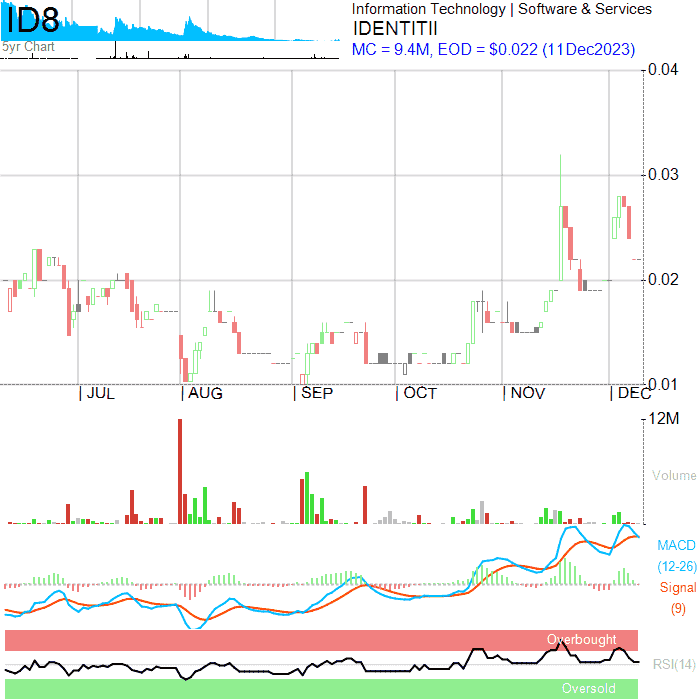 ID8
5yr Chart
Information Technology | Software & Services
IDENTITII
MC = 9.4M, EOD = $0.022 (11Dec2023)
0.04
0.03
0.02
0.01
| JUL | AUG | SEP | OCT | NOV | DEC
12M
Volume
MACD
(12-26)
Signal
(9)
Overbought
RSI(14)
Oversold